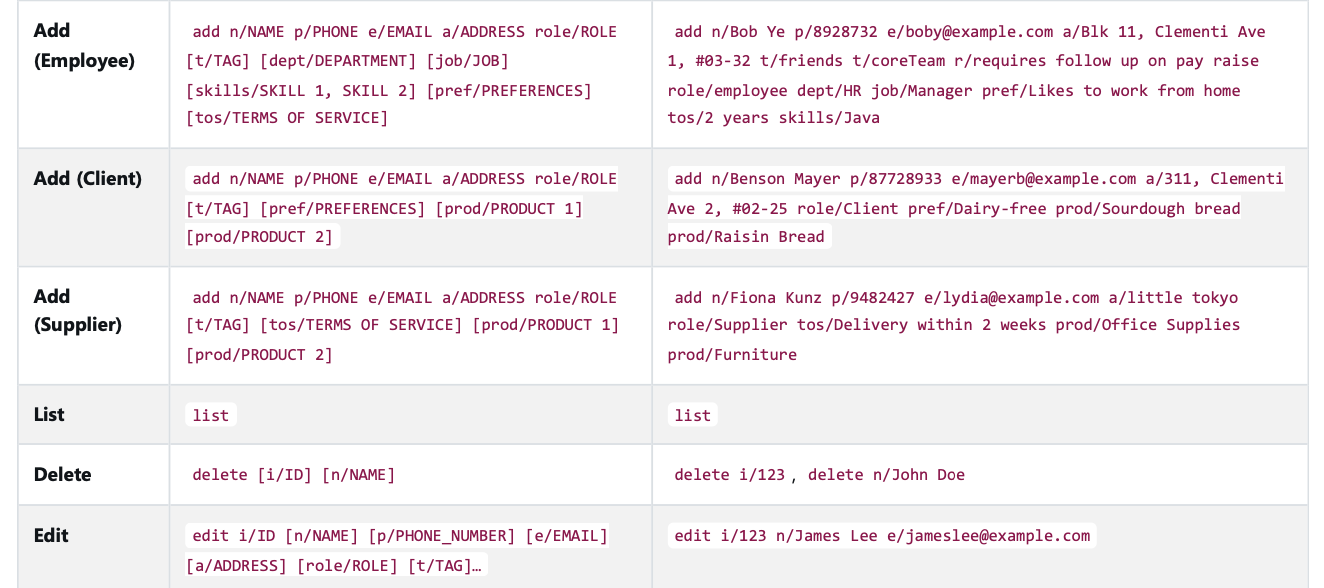 Add
(Employee)
add n/NAME p/PHONE e/EMAIL a/ADDRESS role/ROLE
[t/TAG] [dept/DEPARTMENT] [job/JOB]
[skills/SKILL 1, SKILL 2] [pref/PREFERENCES]
[tos/TERMS OF SERVICE]
add n/Bob Ye p/8928732 e/boby@example.com a/Blk 11, Clementi Ave
1, #03-32 t/friends t/coreTeam r/requires follow up on pay raise
role/employee dept/HR job/Manager pref/Likes to work from home
tos/2 years skills/Java
Add (Client)
add n/NAME p/PHONE e/EMAIL a/ADDRESS role/ROLE
[t/TAG] [pref/PREFERENCES] [prod/PRODUCT 1]
[prod/PRODUCT 2]
add n/Benson Mayer p/87728933 e/mayerb@example.com a/311, Clementi
Ave 2, #02-25 role/Client pref/Dairy-free prod/Sourdough bread
prod/Raisin Bread
Add
(Supplier)
add n/NAME p/PHONE e/EMAIL a/ADDRESS role/ROLE
[t/TAG] [tos/TERMS OF SERVICE] [prod/PRODUCT 1]
[prod/PRODUCT 2]
add n/Fiona Kunz p/9482427 e/lydia@example.com a/little tokyo
role/Supplier tos/Delivery within 2 weeks prod/Office Supplies
prod/Furniture
List
list
list
Delete
delete [i/ID] [n/NAME]
delete i/123 , delete n/John Doe
Edit
edit i/ID [n/NAME] [p/PHONE_NUMBER] [e/EMAIL]
[a/ADDRESS] [role/ROLE] [t/TAG]…
edit i/123 n/James Lee e/jameslee@example.com